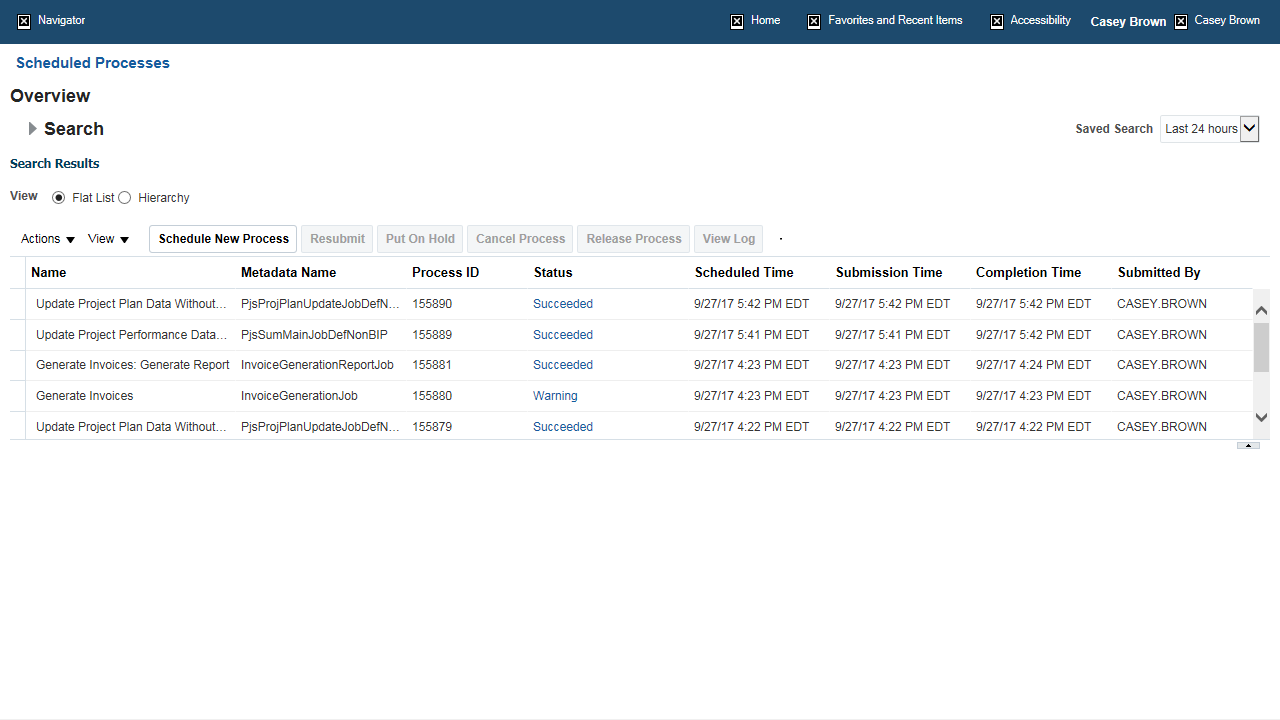 Navigator Home Favorites and Recent Items Accessibility Casey Brown Casey Brown
Scheduled Processes
Overview
Search Saved Search Last 24 hours
Search Results
View Flat List Hierarchy
Actions View Schedule New Process Resubmit Put On Hold Cancel Process Release Process View Log
Name Metadata Name Process ID Status Scheduled Time Submission Time Completion Time Submitted By
Update Project Plan Data Without... PjsProjPlanUpdateJobDefN... 155890 Succeeded 9/27/17 5:42 PM EDT 9/27/17 5:42 PM EDT 9/27/17 5:42 PM EDT CASEY.BROWN
Update Project Performance Data... PjsSumMainJobDefNonBIP 155889 Succeeded 9/27/17 5:41 PM EDT 9/27/17 5:41 PM EDT 9/27/17 5:42 PM EDT CASEY.BROWN
Generate Invoices: Generate Report InvoiceGenerationReportJob 155881 Succeeded 9/27/17 4:23 PM EDT 9/27/17 4:23 PM EDT 9/27/17 4:24 PM EDT CASEY.BROWN
Generate Invoices InvoiceGenerationJob 155880 Warning 9/27/17 4:23 PM EDT 9/27/17 4:23 PM EDT 9/27/17 4:23 PM EDT CASEY.BROWN
Update Project Plan Data Without... PjsProjPlanUpdateJobDefN... 155879 Succeeded 9/27/17 4:22 PM EDT 9/27/17 4:22 PM EDT 9/27/17 4:22 PM EDT CASEY.BROWN